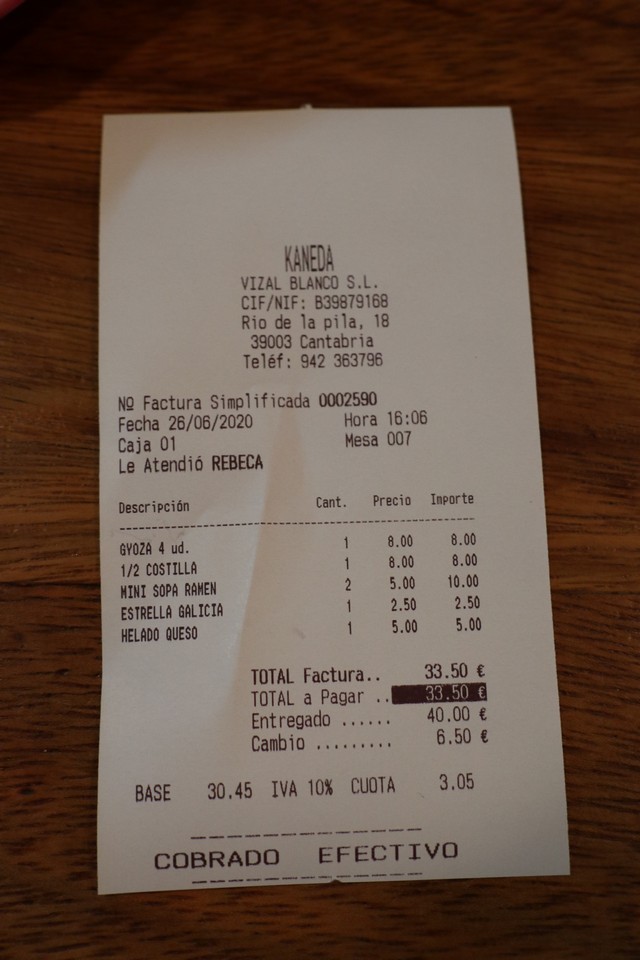 KANEDA
VIZAL BLANCO S.L.
CIF/NIF: B39879168
Rio de la pila, 18
39003 Cantabria
Teléf: 942 363796
Nº Factura Simplificada 0002590
Fecha 26/06/2020 Hora 16:06
Caja 01 Mesa 007
Le Atendió REBECA
Descripción Cant. Precio Importe
GYOZA 4 ud. 1 8.00 8.00
1/2 COSTILLA 1 8.00 8.00
MINI SOPA RAMEN 2 5.00 10.00
ESTRELLA GALICIA 1 2.50 2.50
HELADO QUESO 1 5.00 5.00
TOTAL Factura.. 33.50 €
TOTAL a Pagar .. 33.50 €
Entregado ...... 40.00 €
Cambio ......... 6.50 €
BASE 30.45 IVA 10% CUOTA 3.05
COBRADO EFECTIVO